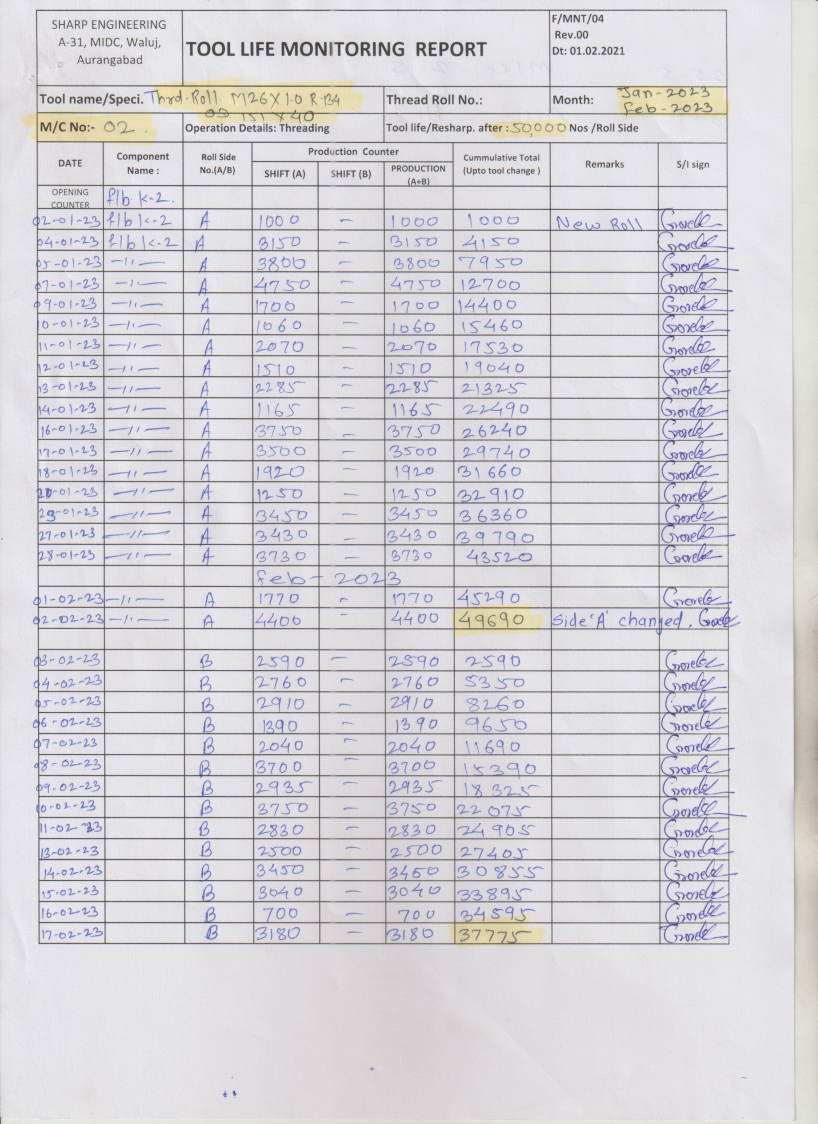 SHARP ENGINEERING
A-31, MIDC, Waluj,
Aurangabad
TOOL LIFE MONITORING REPORT
F/MNT/04
Rev.00
Dt: 01.02.2021
Tool name/Speci. Thrd. Roll. M26X1.0 R-134
OD 151 X 40
Thread Roll No.:
Month: Jan-2023
Feb-2023
M/C No:- 02.
Operation Details: Threading
Tool life/Resharp. after : 50,000 Nos /Roll Side
DATE Component Name : Roll Side No.(A/B) Production Counter SHIFT (A) SHIFT (B) PRODUCTION (A+B) Cummulative Total (Upto tool change ) Remarks S/I sign
OPENING COUNTER f/b k-2.
02-01-23 f/b k-2 A 1000 – 1000 1000 New Roll
04-01-23 f/b k-2 A 3150 – 3150 4150
05-01-23 –〃– A 3800 – 3800 7950
07-01-23 –〃– A 4750 – 4750 12700
09-01-23 –〃– A 1700 – 1700 14400
10-01-23 –〃– A 1060 – 1060 15460
11-01-23 –〃– A 2070 – 2070 17530
12-01-23 –〃– A 1510 – 1510 19040
13-01-23 –〃– A 2285 – 2285 21325
14-01-23 –〃– A 1165 – 1165 22490
16-01-23 –〃– A 3750 – 3750 26240
17-01-23 –〃– A 3500 – 3500 29740
18-01-23 –〃– A 1920 – 1920 31660
20-01-23 –〃– A 1250 – 1250 32910
23-01-23 –〃– A 3450 – 3450 36360
27-01-23 –〃– A 3430 – 3430 39790
28-01-23 –〃– A 3730 – 3730 43520
feb - 2023
01-02-23 –〃– A 1770 – 1770 45290
02-02-23 –〃– A 4400 – 4400 49690 Side 'A' changed.
03-02-23 B 2590 – 2590 2590
04-02-23 B 2760 – 2760 5350
05-02-23 B 2910 – 2910 8260
06-02-23 B 1390 – 1390 9650
07-02-23 B 2040 – 2040 11690
08-02-23 B 3700 – 3700 15390
09-02-23 B 2935 – 2935 18325
10-02-23 B 3750 – 3750 22075
11-02-23 B 2830 – 2830 24905
13-02-23 B 2500 – 2500 27405
14-02-23 B 3450 – 3450 30855
15-02-23 B 3040 – 3040 33895
16-02-23 B 700 – 700 34595
17-02-23 B 3180 – 3180 37775